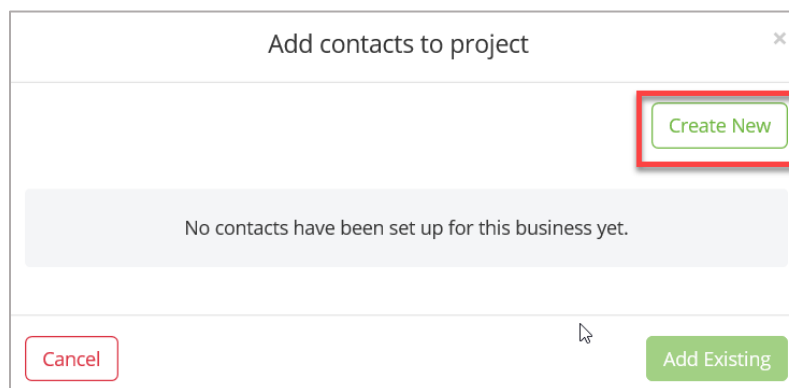 Add contacts to project
×
Create New
No contacts have been set up for this business yet.
Cancel
Add Existing